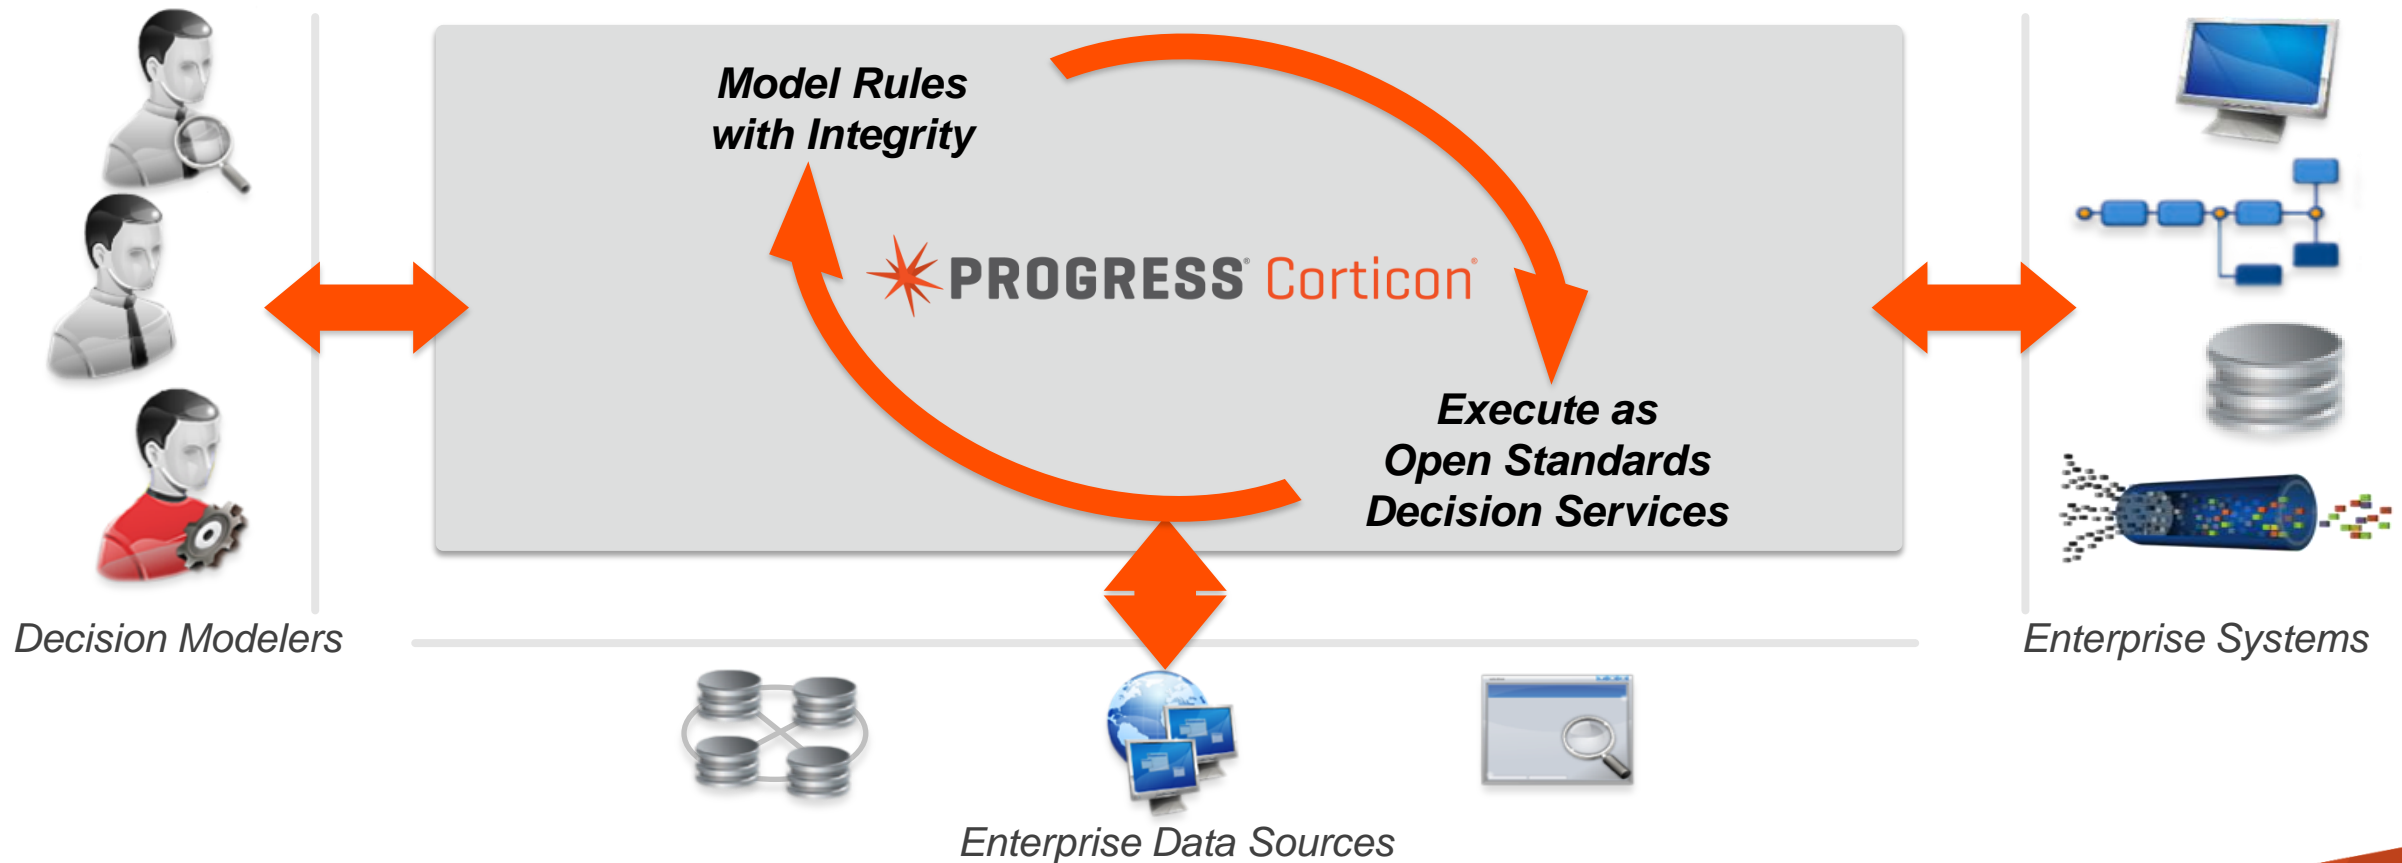 Model Rules
with Integrity
PROGRESS® Corticon®
Execute as
Open Standards
Decision Services
Decision Modelers
Enterprise Systems
Enterprise Data Sources